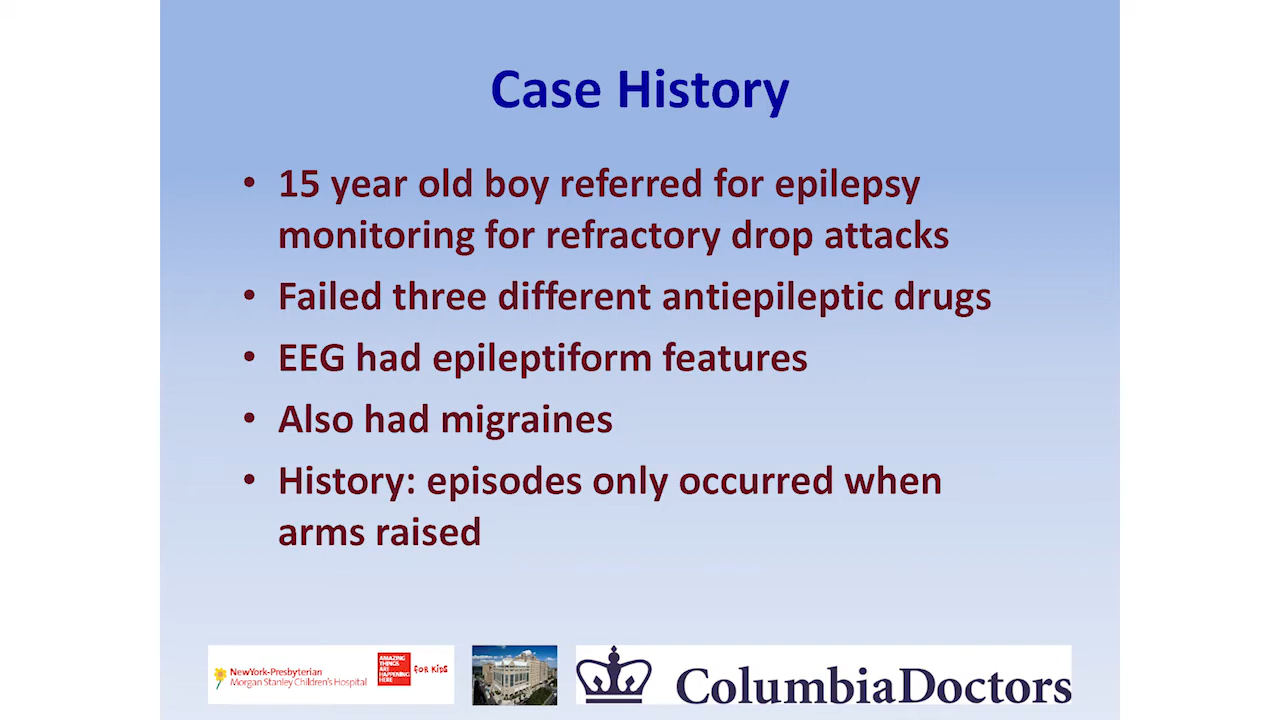 Case History
• 15 year old boy referred for epilepsy
monitoring for refractory drop attacks
• Failed three different antiepileptic drugs
• EEG had epileptiform features
• Also had migraines
• History: episodes only occurred when
arms raised
NewYork-Presbyterian
Morgan Stanley Children's Hospital
AMAZING
THINGS
ARE
HAPPENING
HERE
FOR KIDS
ColumbiaDoctors